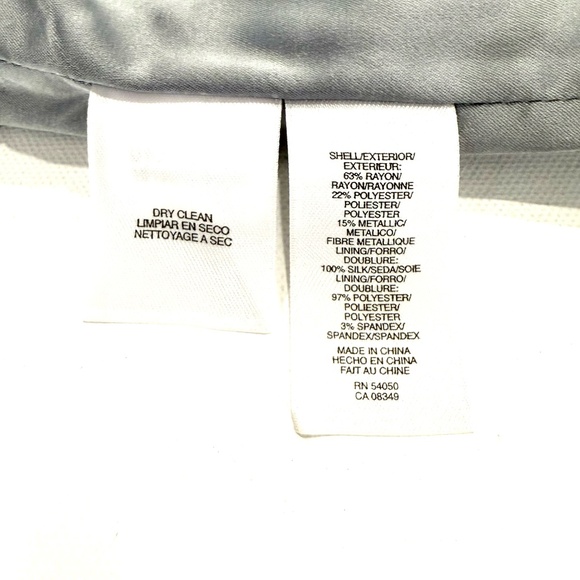 DRY CLEAN
LIMPIAR EN SECO
NETTOYAGE A SEC
SHELL/EXTERIOR/
EXTERIEUR:
63% RAYON/
RAYON/RAYONNE
22% POLYESTER/
POLIESTER/
POLYESTER
15% METALLIC/
METALICO/
FIBRE METALLIQUE
LINING/FORRO/
DOUBLURE:
100% SILK/SEDA/SOIE
LINING/FORRO/
DOUBLURE:
97% POLYESTER/
POLIESTER/
POLYESTER
3% SPANDEX/
SPANDEX/SPANDEX
MADE IN CHINA
HECHO EN CHINA
FAIT AU CHINE
RN 54050
CA 08349